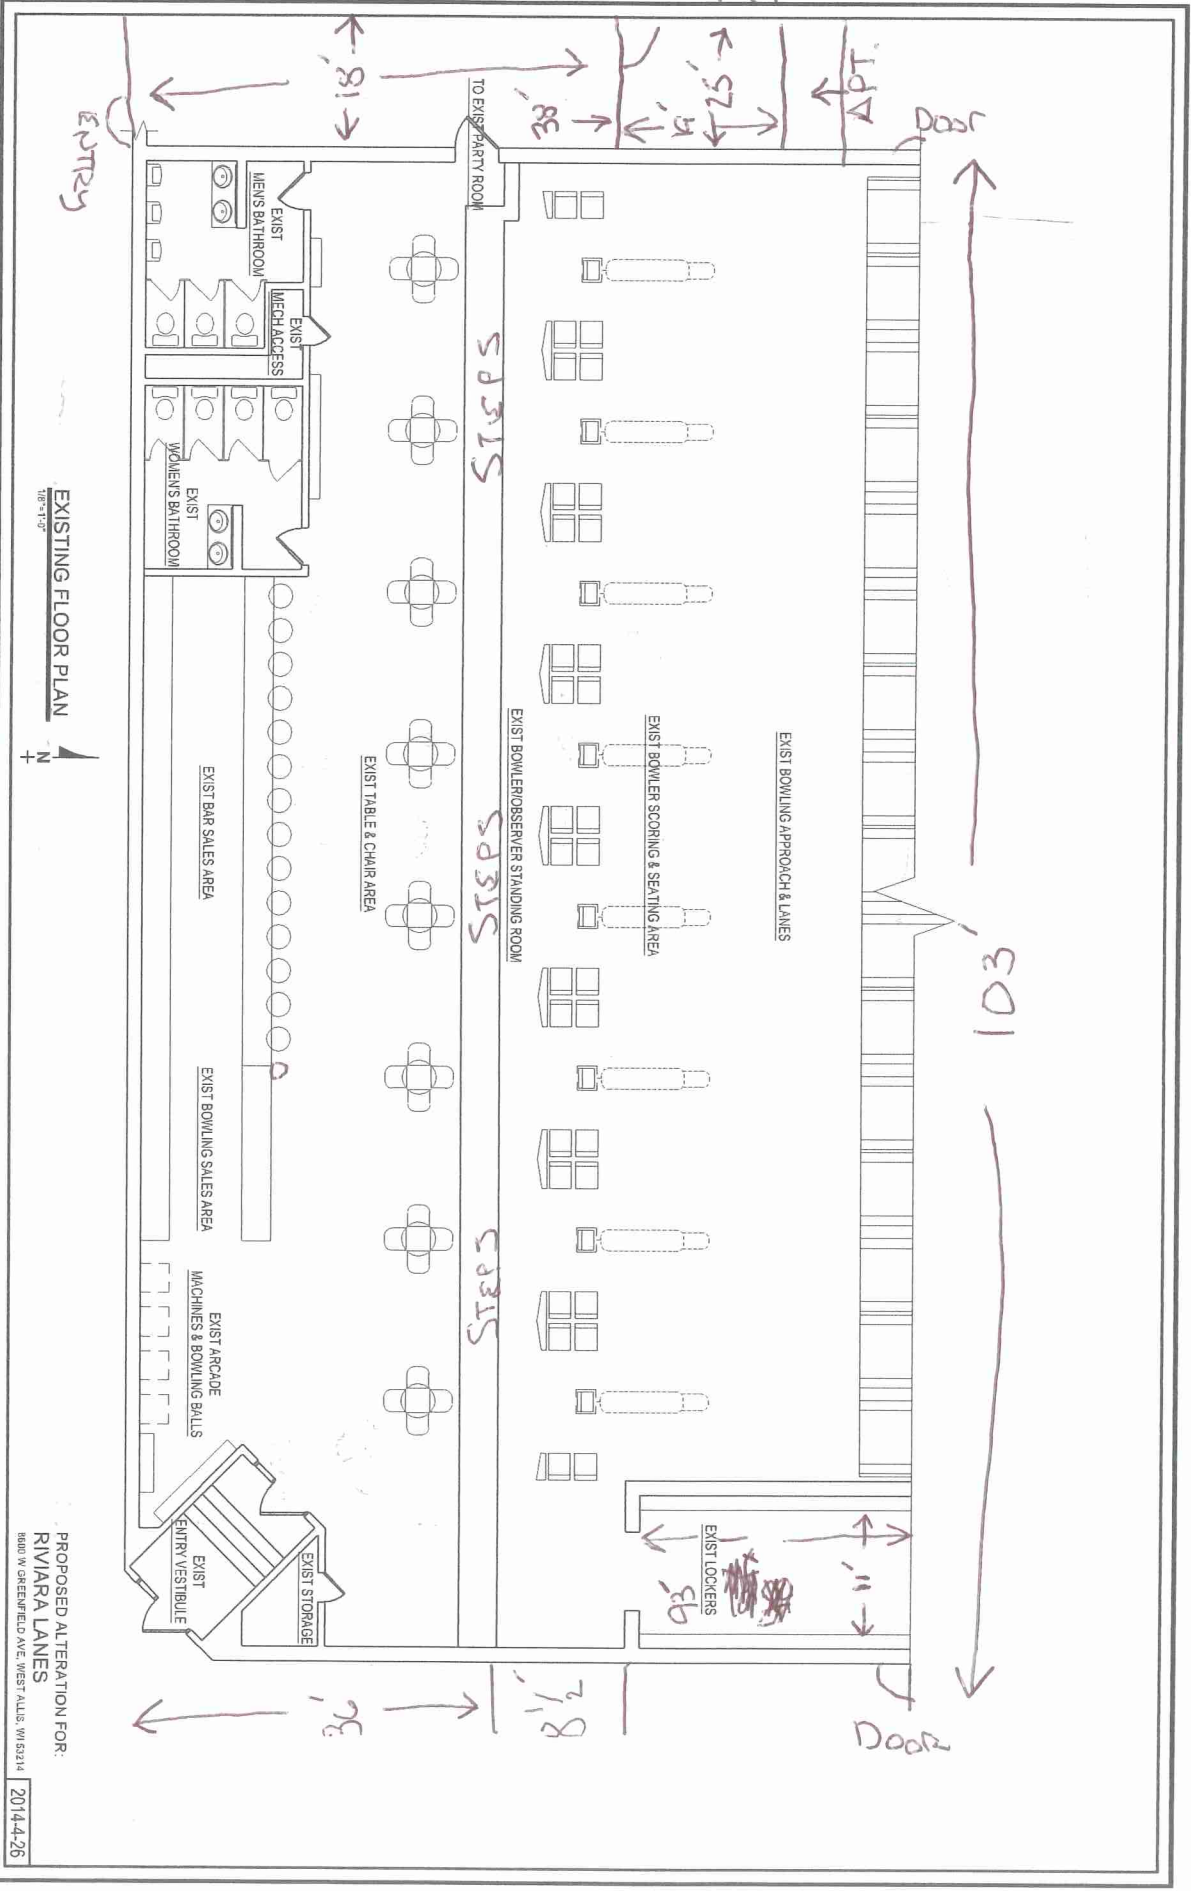 Door
103'
Door
APT.
25'
15'
38'
18'
ENTRY
TO EXIST PARTY ROOM
EXIST BOWLING APPROACH & LANES
EXIST BOWLER SCORING & SEATING AREA
EXIST BOWLER/OBSERVER STANDING ROOM
STEPS
STEPS
STEPS
EXIST LOCKERS
11'
93'
8 1/2'
36'
EXIST TABLE & CHAIR AREA
EXIST
MEN'S BATHROOM
EXIST
MECH ACCESS
EXIST
WOMEN'S BATHROOM
EXIST BAR SALES AREA
EXIST BOWLING SALES AREA
EXIST ARCADE
MACHINES & BOWLING BALLS
EXIST STORAGE
EXIST
ENTRY VESTIBULE
EXISTING FLOOR PLAN
1/8"=1'-0"
N
PROPOSED ALTERATION FOR:
RIVIARA LANES
8600 W GREENFIELD AVE, WEST ALLIS, WI 53214
2014-4-26